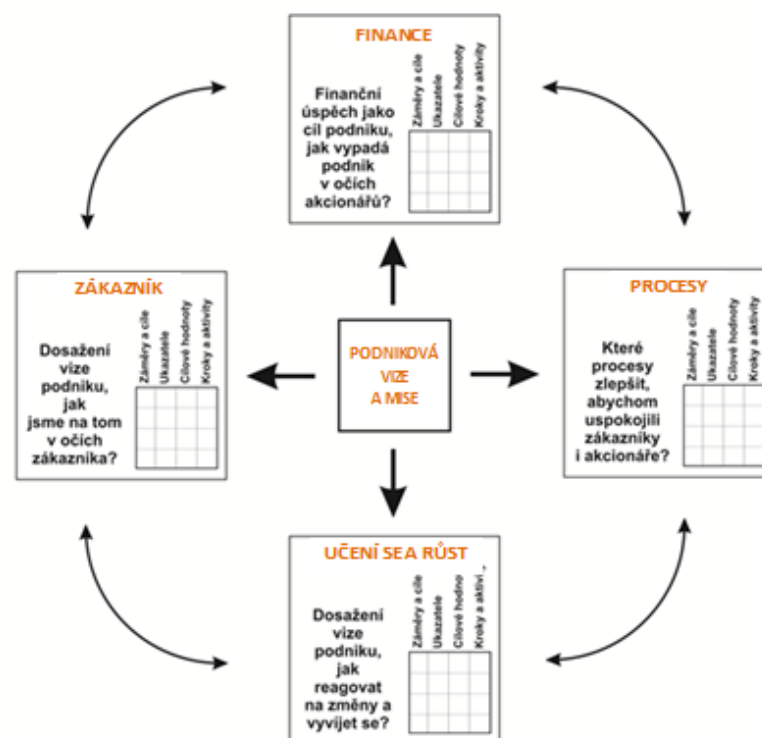 FINANCE
Finanční
úspěch jako
cíl podniku,
jak vypadá
podnik
v očích
akcionářů?
Záměry a cíle
Ukazatele
Cílové hodnoty
Kroky a aktivity
ZÁKAZNÍK
Dosažení
vize
podniku,
jak
jsme na tom
v očích
zákazníka?
Záměry a cíle
Ukazatele
Cílové hodnoty
Kroky a aktivity
PODNIKOVÁ
VIZE
A MISE
PROCESY
Které
procesy
zlepšit,
abychom
uspokojili
zákazníky
i akcionáře?
Záměry a cíle
Ukazatele
Cílové hodnoty
Kroky a aktivity
UČENÍ SE A RŮST
Dosažení
vize
podniku,
jak
reagovat
na změny a
vyvíjet se?
Záměry a cíle
Ukazatele
Cílové hodno
Kroky a aktivi